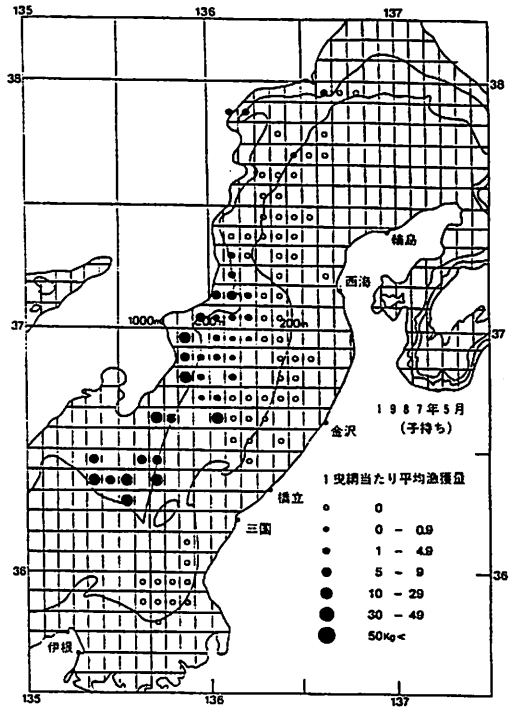 135
136
137
38
38
輪島
西海
37
1000m
200m
200m
37
1987年5月
(子持ち)
金沢
1曳網当たり平均漁獲量
橋立
三国
0
0 - 0.9
1 - 4.9
5 - 9
10 - 29
30 - 49
50Kg<
36
36
伊根
135
136
137